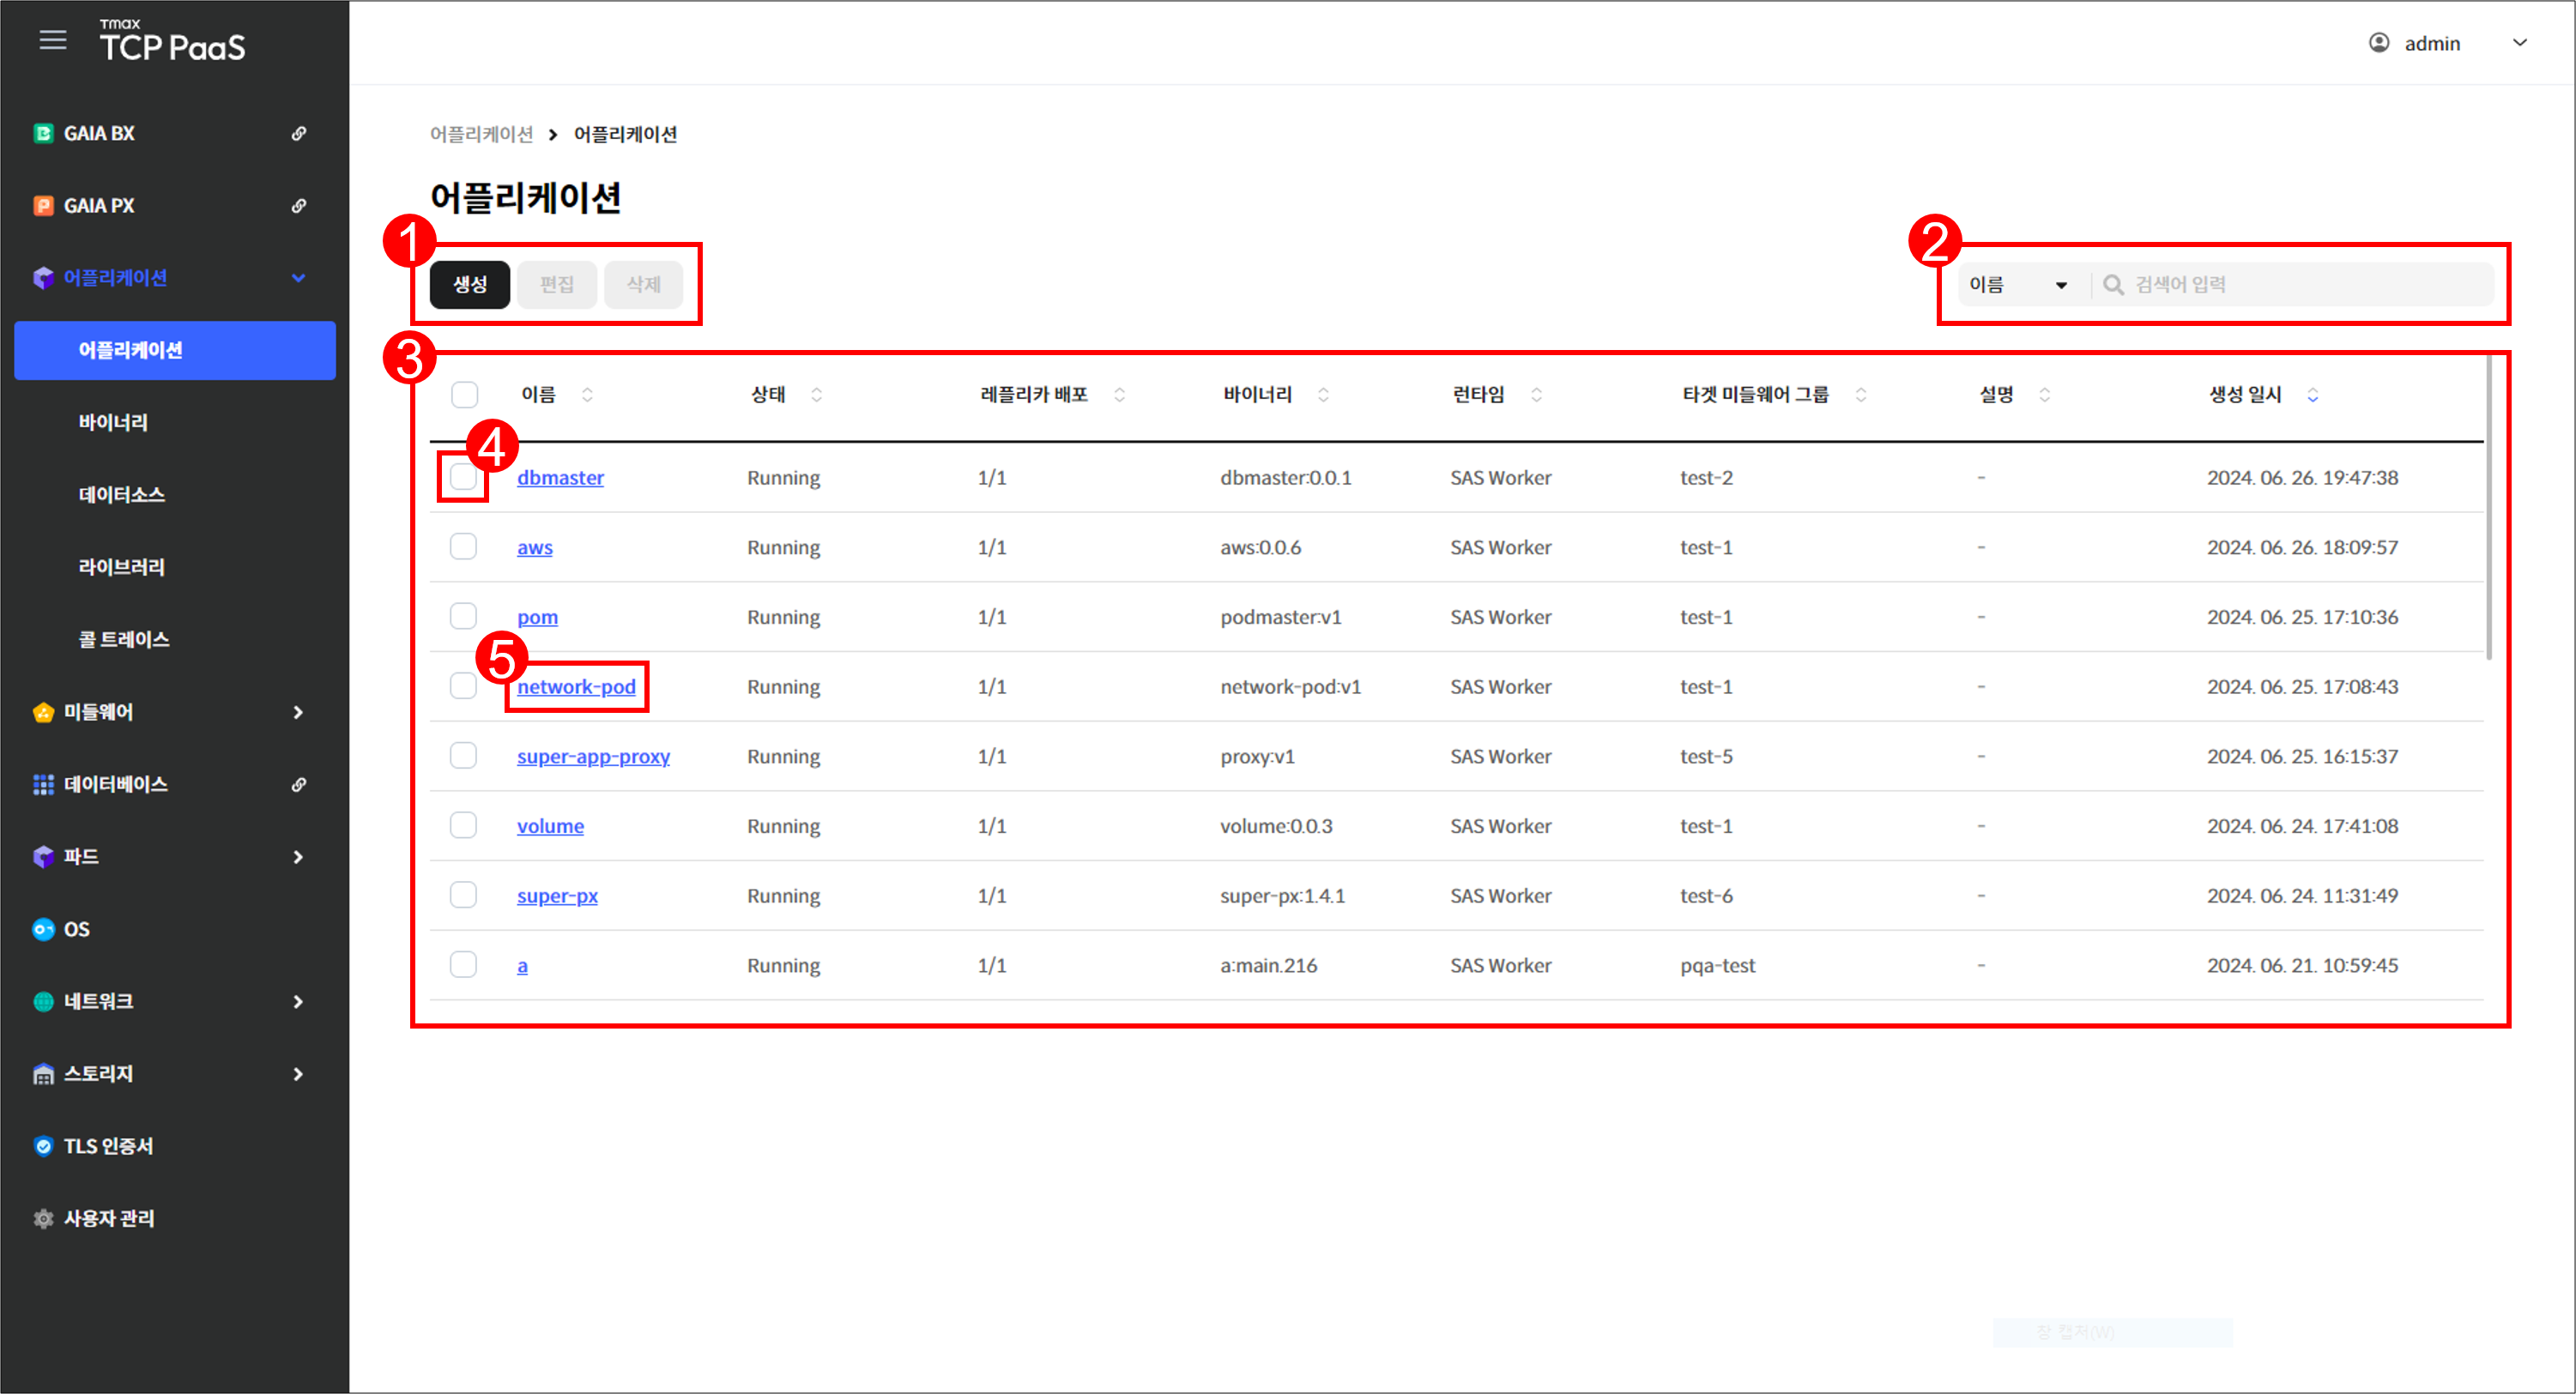 Tmax
TCP PaaS
admin
GAIA BX
GAIA PX
어플리케이션
어플리케이션
바이너리
데이터소스
라이브러리
콜 트레이스
미들웨어
데이터베이스
파드
OS
네트워크
스토리지
TLS 인증서
사용자 관리
어플리케이션 > 어플리케이션
어플리케이션
1
생성 편집 삭제
2
이름 검색어 입력
3
이름 상태 레플리카 배포 바이너리 런타임 타겟 미들웨어 그룹 설명 생성 일시
4
dbmaster Running 1/1 dbmaster:0.0.1 SAS Worker test-2 - 2024. 06. 26. 19:47:38
aws Running 1/1 aws:0.0.6 SAS Worker test-1 - 2024. 06. 26. 18:09:57
pom Running 1/1 podmaster:v1 SAS Worker test-1 - 2024. 06. 25. 17:10:36
5
network-pod Running 1/1 network-pod:v1 SAS Worker test-1 - 2024. 06. 25. 17:08:43
super-app-proxy Running 1/1 proxy:v1 SAS Worker test-5 - 2024. 06. 25. 16:15:37
volume Running 1/1 volume:0.0.3 SAS Worker test-1 - 2024. 06. 24. 17:41:08
super-px Running 1/1 super-px:1.4.1 SAS Worker test-6 - 2024. 06. 24. 11:31:49
a Running 1/1 a:main.216 SAS Worker pqa-test - 2024. 06. 21. 10:59:45
창 캡처(W)